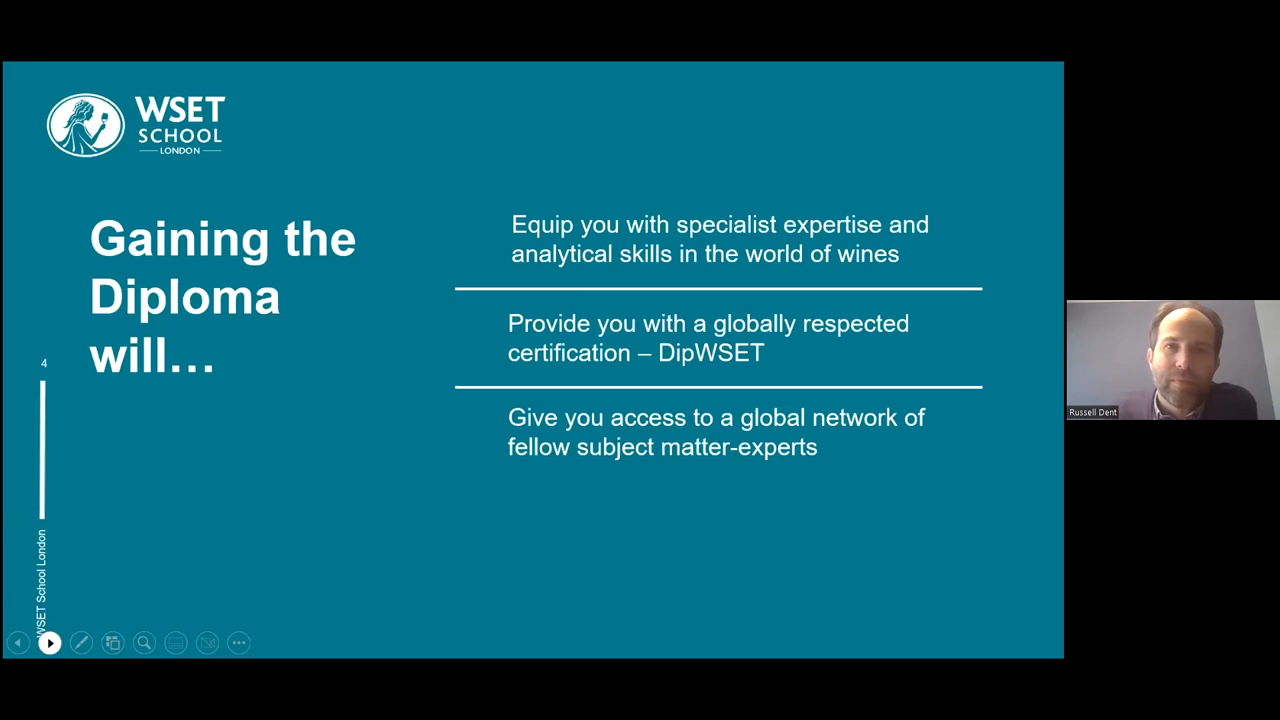 WSET
SCHOOL
LONDON
Gaining the
Diploma
will…
Equip you with specialist expertise and
analytical skills in the world of wines
Provide you with a globally respected
certification – DipWSET
Give you access to a global network of
fellow subject matter-experts
4
WSET School London
Russell Dent